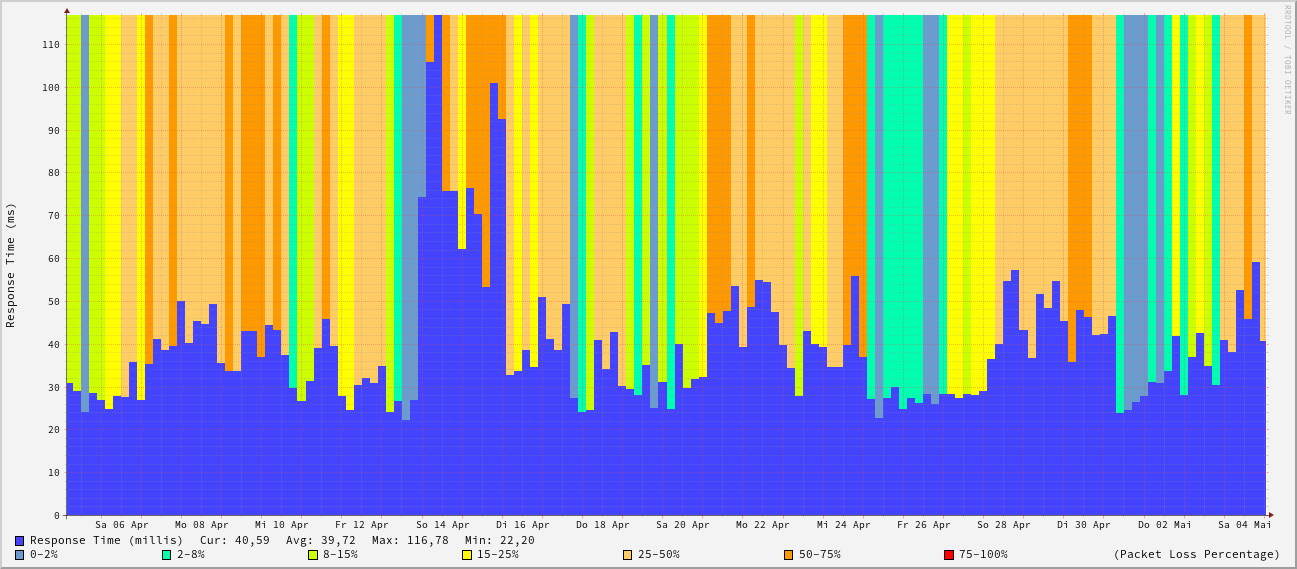 RRDTOOL / TOBI OETIKER
Response Time (ms)
110
100
90
80
70
60
50
40
30
20
10
0
Sa 06 Apr Mo 08 Apr Mi 10 Apr Fr 12 Apr So 14 Apr Di 16 Apr Do 18 Apr Sa 20 Apr Mo 22 Apr Mi 24 Apr Fr 26 Apr So 28 Apr Di 30 Apr Do 02 Mai Sa 04 Mai
Response Time (millis) Cur: 40,59 Avg: 39,72 Max: 116,78 Min: 22,20
0-2% 2-8% 8-15% 15-25% 25-50% 50-75% 75-100% (Packet Loss Percentage)